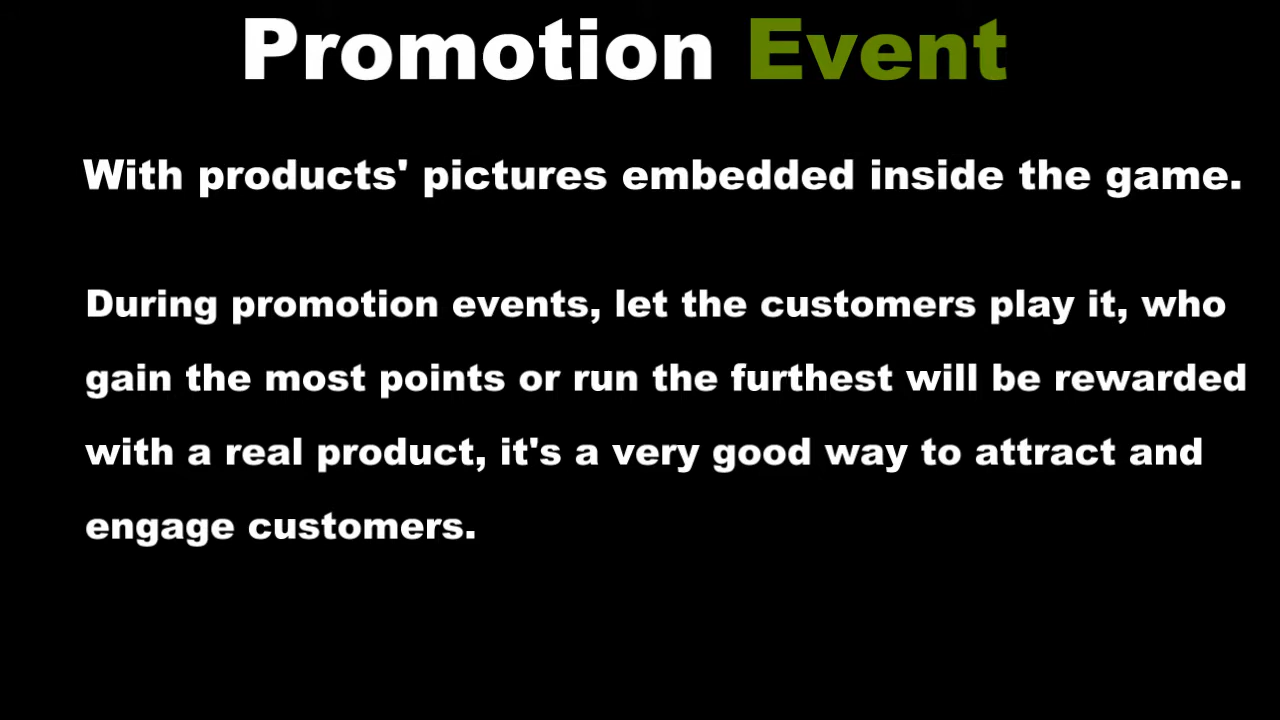 Promotion Event
With products' pictures embedded inside the game.
During promotion events, let the customers play it, who
gain the most points or run the furthest will be rewarded
with a real product, it's a very good way to attract and
engage customers.